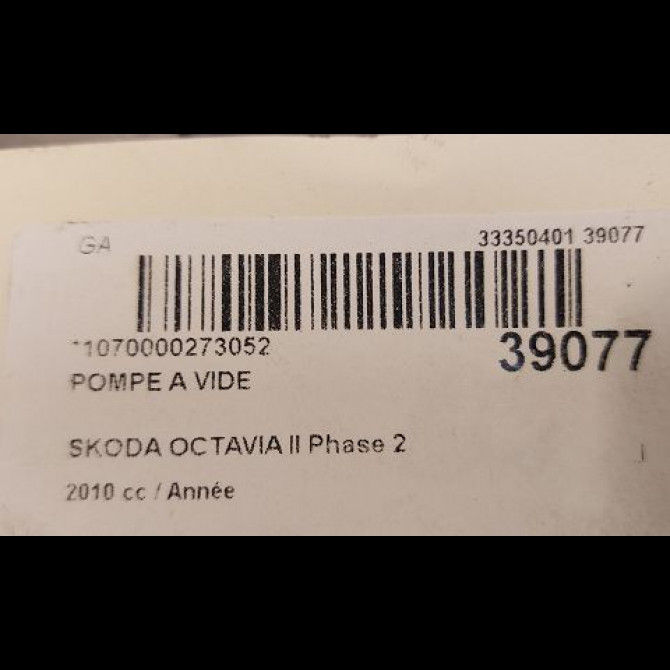 GA
33350401 39077
*1070000273052
39077
POMPE A VIDE
SKODA OCTAVIA II Phase 2
2010 cc / Année